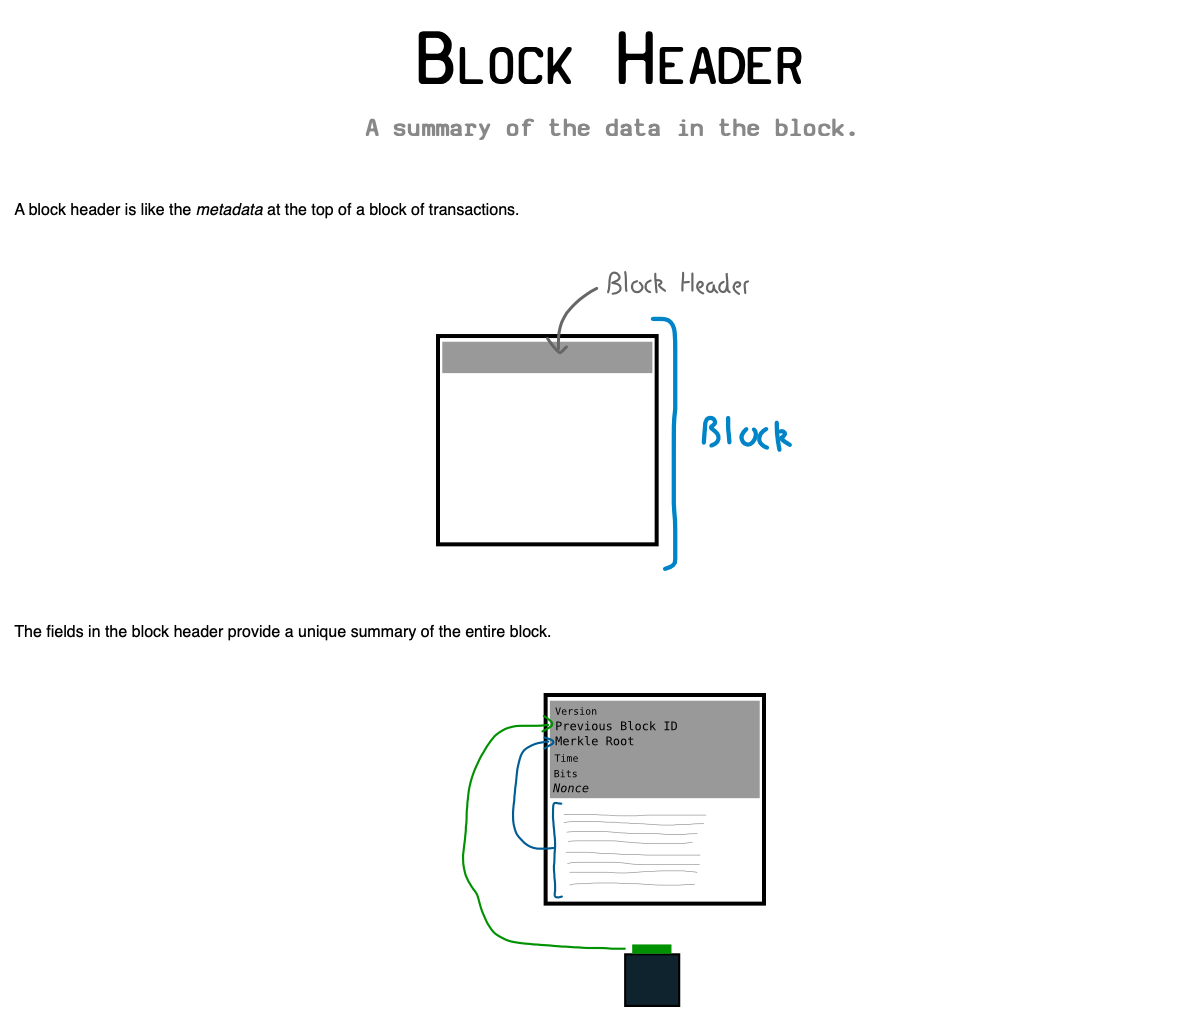 Block Header
A summary of the data in the block.
A block header is like the metadata at the top of a block of transactions.
Block Header
Block
The fields in the block header provide a unique summary of the entire block.
Version
Previous Block ID
Merkle Root
Time
Bits
Nonce